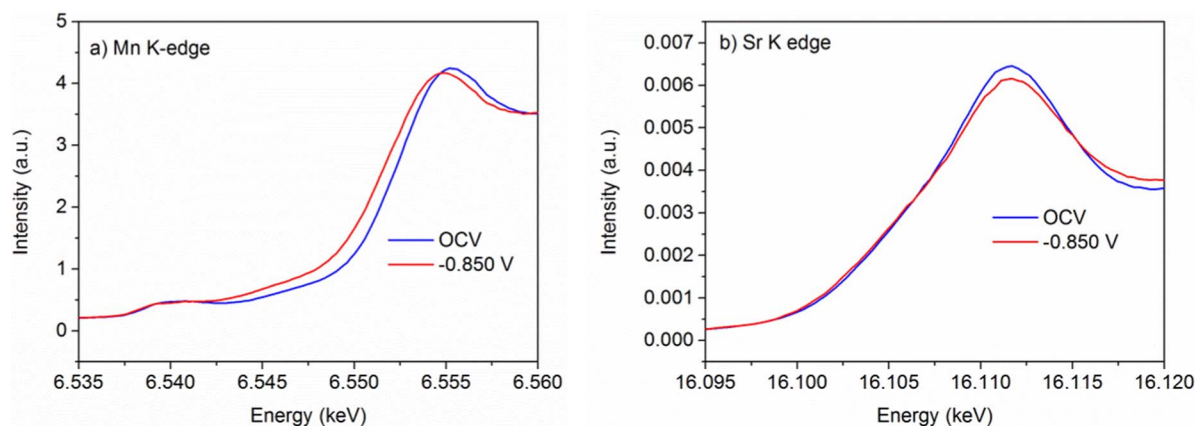 a) Mn K-edge
Intensity (a.u.)
5
4
3
2
1
0
OCV
-0.850 V
6.535 6.540 6.545 6.550 6.555 6.560
Energy (keV)
b) Sr K edge
Intensity (a.u.)
0.007
0.006
0.005
0.004
0.003
0.002
0.001
0.000
OCV
-0.850 V
16.095 16.100 16.105 16.110 16.115 16.120
Energy (keV)